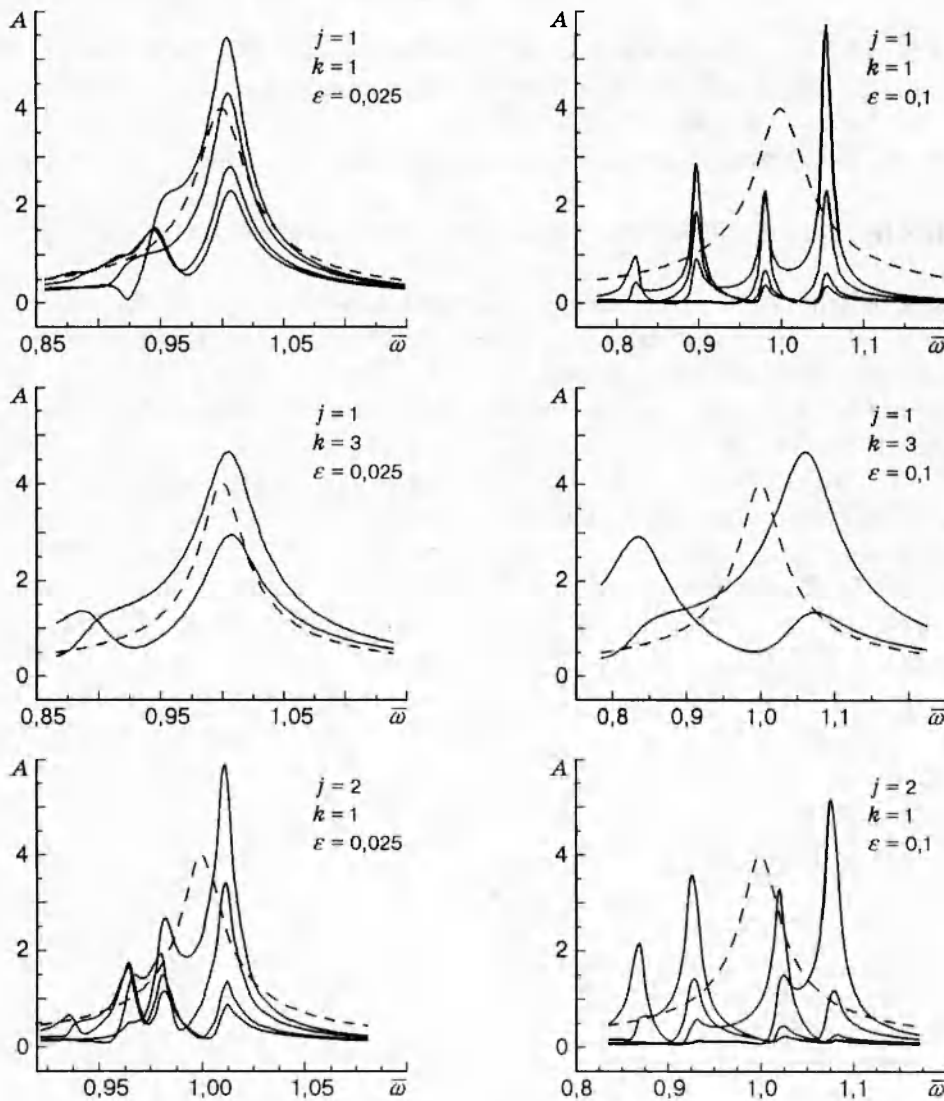 A
j = 1
k = 1
ε = 0,025
4
2
0
0,85
0,95
1,05
ω̅
A
j = 1
k = 1
ε = 0,1
4
2
0
0,8
0,9
1,0
1,1
ω̅
A
j = 1
k = 3
ε = 0,025
4
2
0
0,85
0,95
1,05
ω̅
A
j = 1
k = 3
ε = 0,1
4
2
0
0,8
0,9
1,0
1,1
ω̅
A
j = 2
k = 1
ε = 0,025
4
2
0
0,95
1,00
1,05
ω̅
A
j = 2
k = 1
ε = 0,1
4
2
0
0,8
0,9
1,0
1,1
ω̅